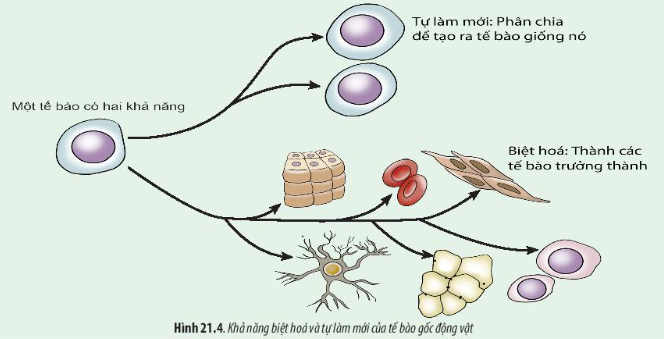 Tự làm mới: Phân chia
để tạo ra tế bào giống nó
Một tế bào có hai khả năng
Biệt hoá: Thành các
tế bào trưởng thành
Hình 21.4. Khả năng biệt hoá và tự làm mới của tế bào gốc động vật